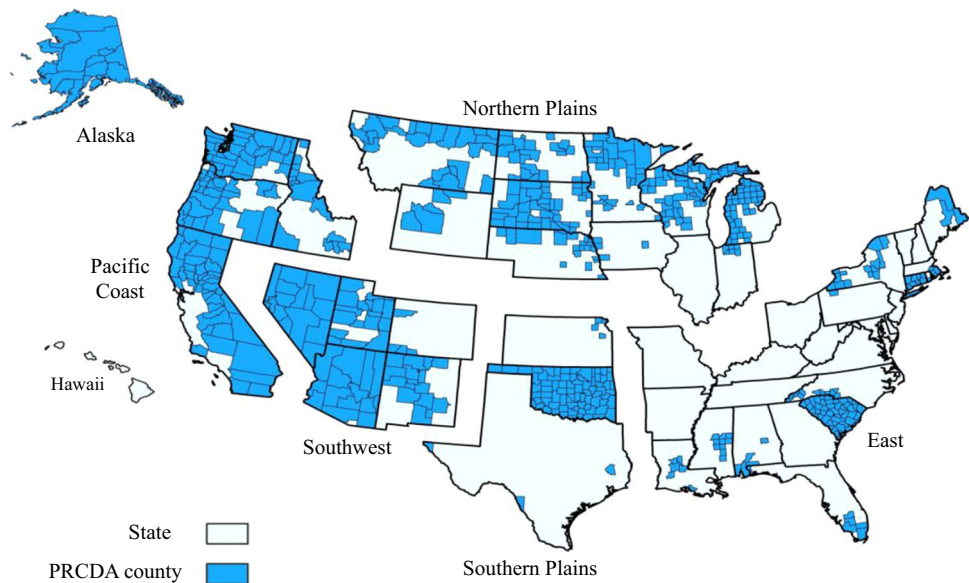 Northern Plains
Alaska
Pacific
Coast
Hawaii
Southwest
East
State
PRCDA county
Southern Plains